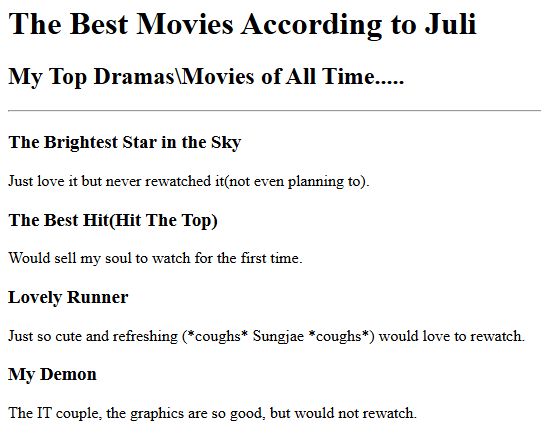 The Best Movies According to Juli
My Top Dramas\Movies of All Time.....
The Brightest Star in the Sky
Just love it but never rewatched it(not even planning to).
The Best Hit(Hit The Top)
Would sell my soul to watch for the first time.
Lovely Runner
Just so cute and refreshing (*coughs* Sungjae *coughs*) would love to rewatch.
My Demon
The IT couple, the graphics are so good, but would not rewatch.